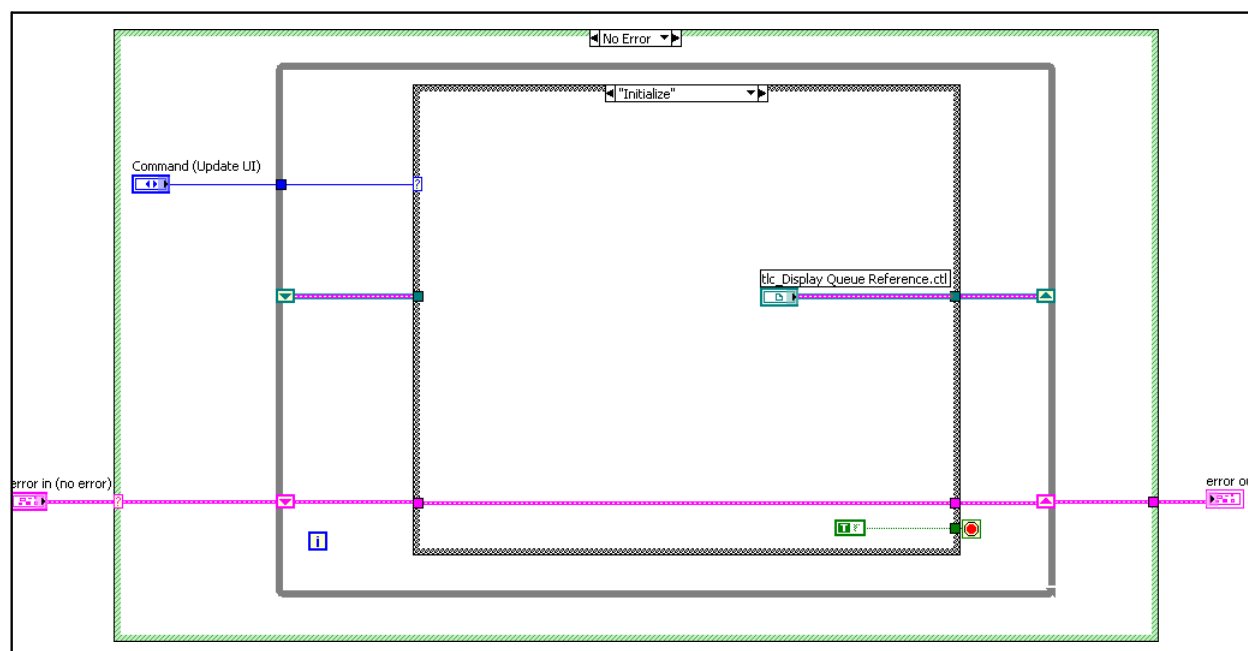 No Error
"Initialize"
Command (Update UI)
?
tlc_Display Queue Reference.ctl
error in (no error)
?
error ou
T F
i